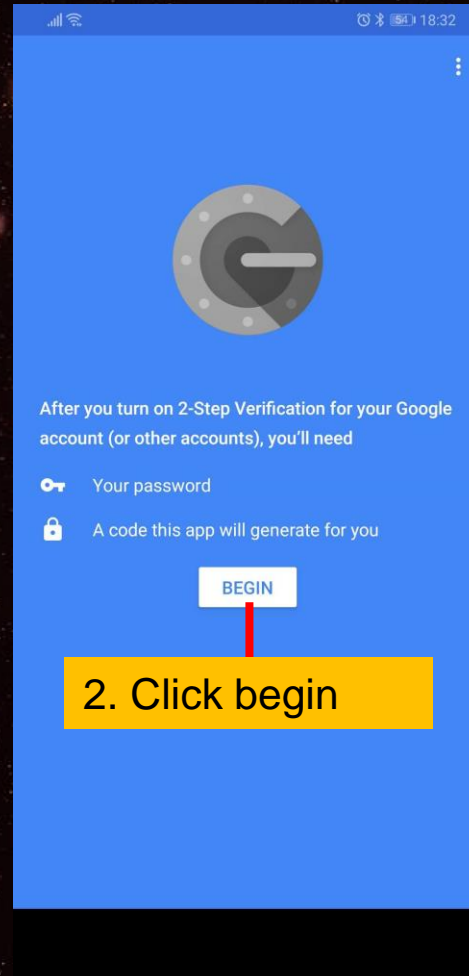 54 18:32
After you turn on 2-Step Verification for your Google
account (or other accounts), you'll need
Your password
A code this app will generate for you
BEGIN
2. Click begin